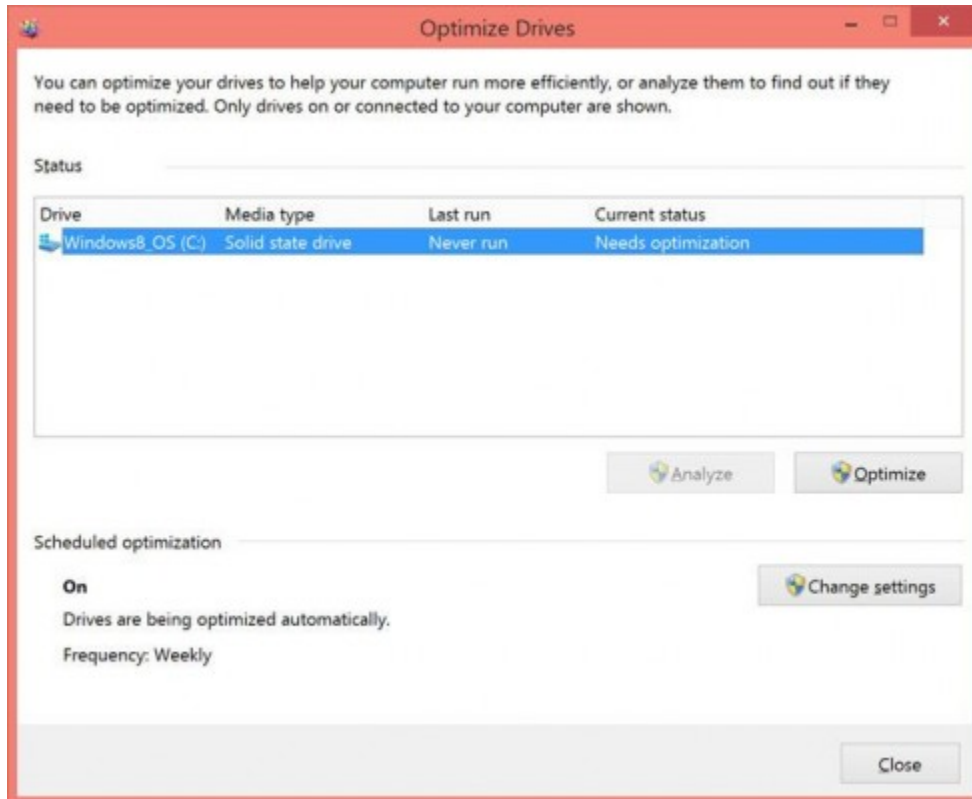 Optimize Drives
You can optimize your drives to help your computer run more efficiently, or analyze them to find out if they
need to be optimized. Only drives on or connected to your computer are shown.
Status
Drive Media type Last run Current status
Windows8_OS (C:) Solid state drive Never run Needs optimization
Analyze Optimize
Scheduled optimization
On Change settings
Drives are being optimized automatically.
Frequency: Weekly
Close